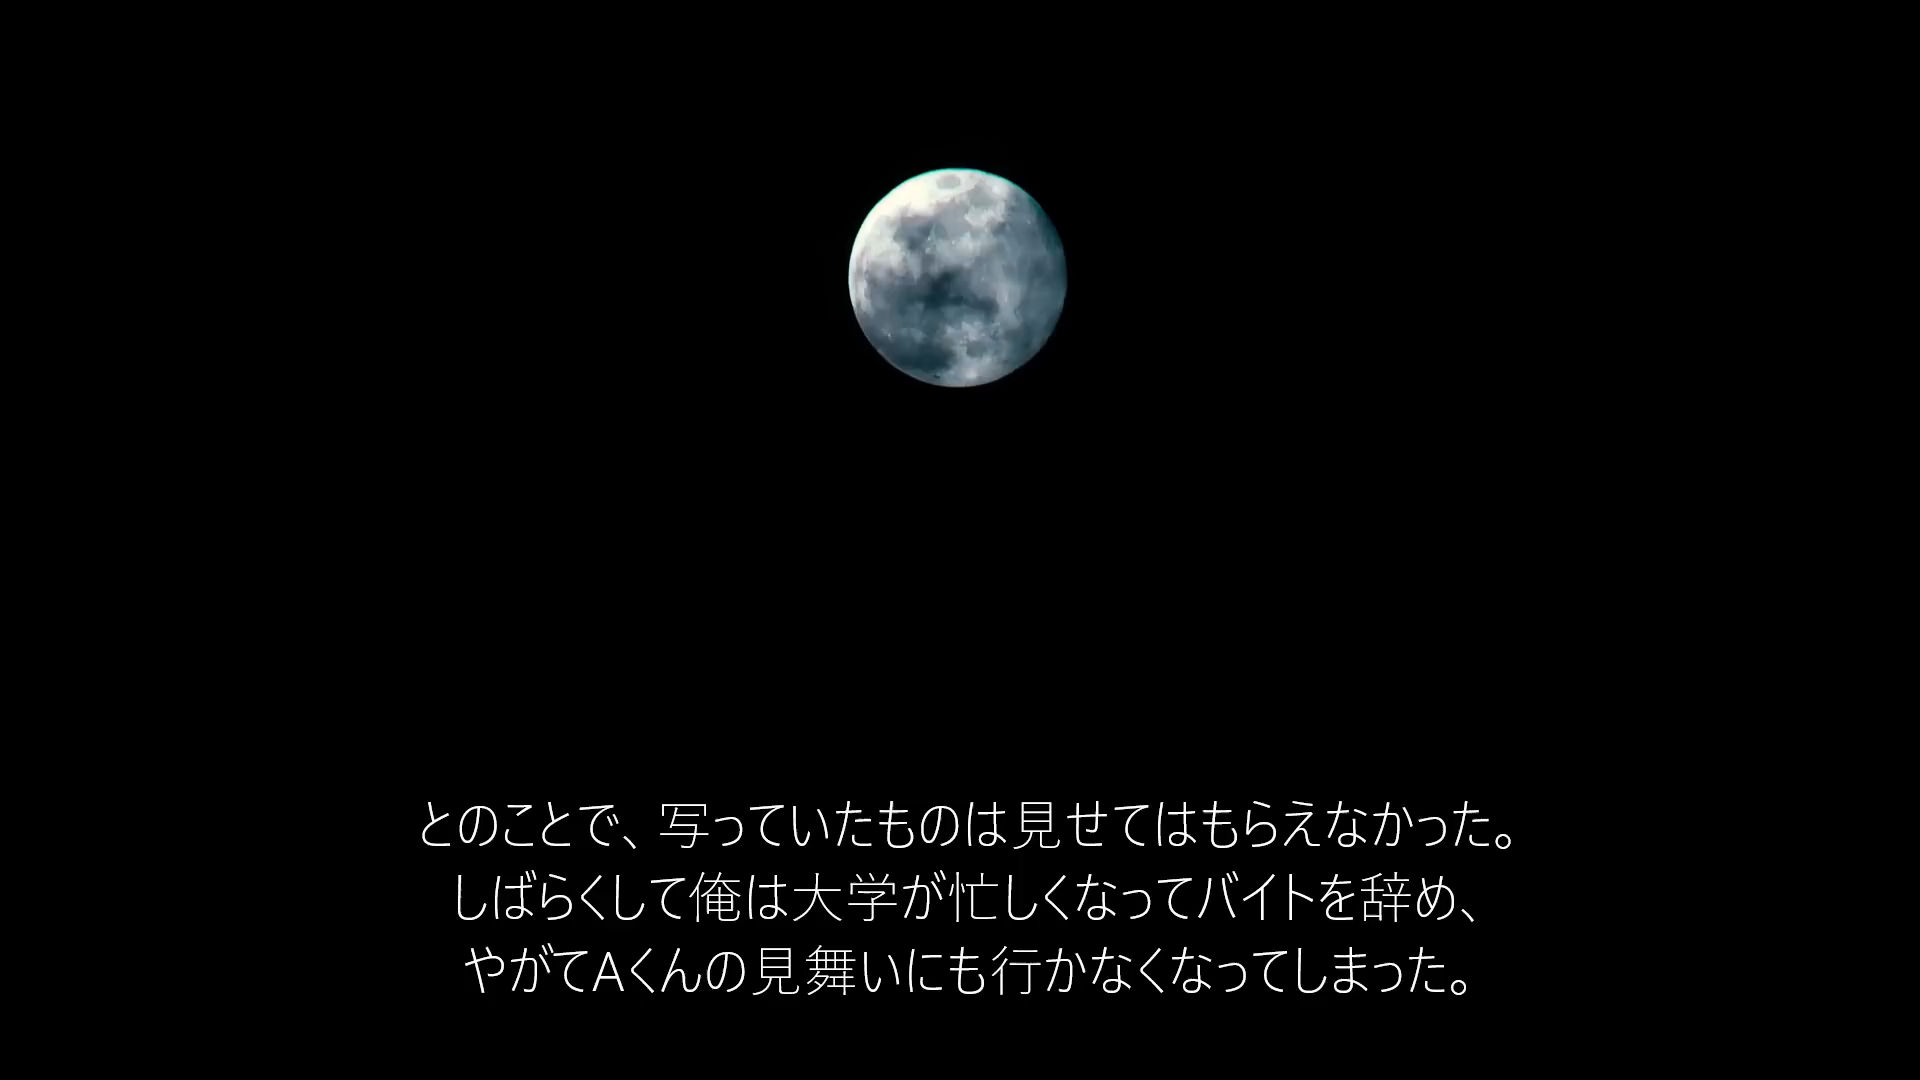 とのことで、写っていたものは見せてはもらえなかった。
しばらくして俺は大学が忙しくなってバイトを辞め、
やがてAくんの見舞いにも行かなくなってしまった。